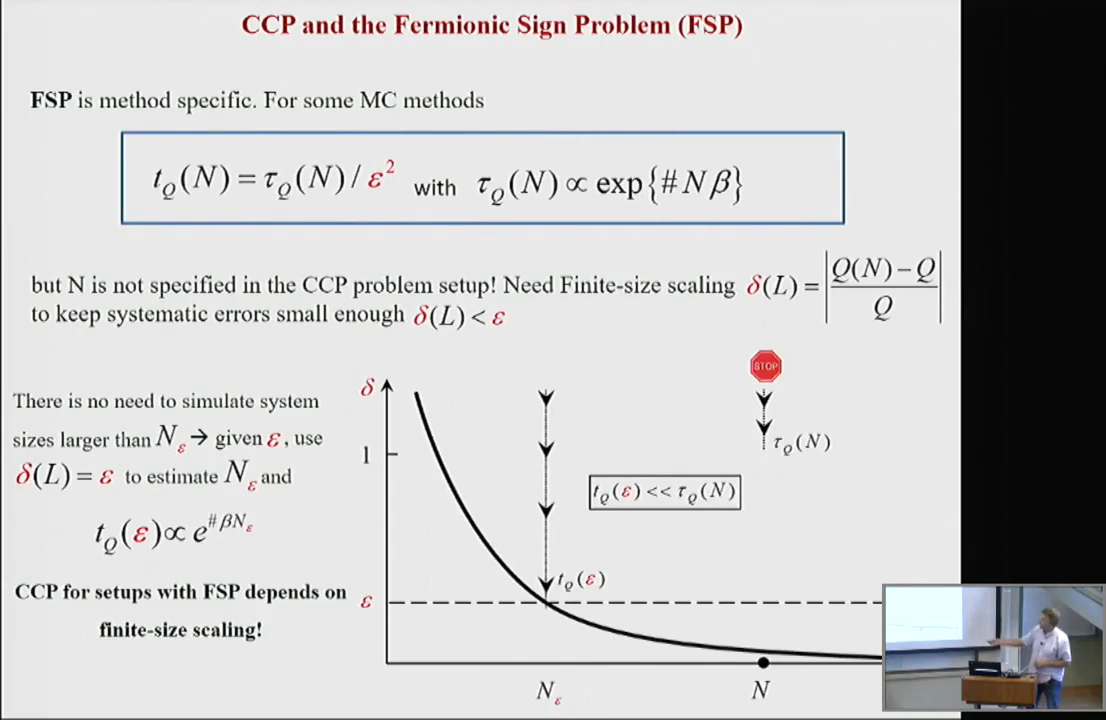 CCP and the Fermionic Sign Problem (FSP)
FSP is method specific. For some MC methods
t_Q(N) = τ_Q(N) / ε² with τ_Q(N) ∝ exp{# N β}
but N is not specified in the CCP problem setup! Need Finite-size scaling δ(L) = |(Q(N) − Q)/Q|
to keep systematic errors small enough δ(L) < ε
There is no need to simulate system
sizes larger than N_ε → given ε, use
δ(L) = ε to estimate N_ε and
t_Q(ε) ∝ e^{# β N_ε}
CCP for setups with FSP depends on
finite-size scaling!
δ
1
ε
STOP
τ_Q(N)
t_Q(ε) << τ_Q(N)
t_Q(ε)
N_ε
N